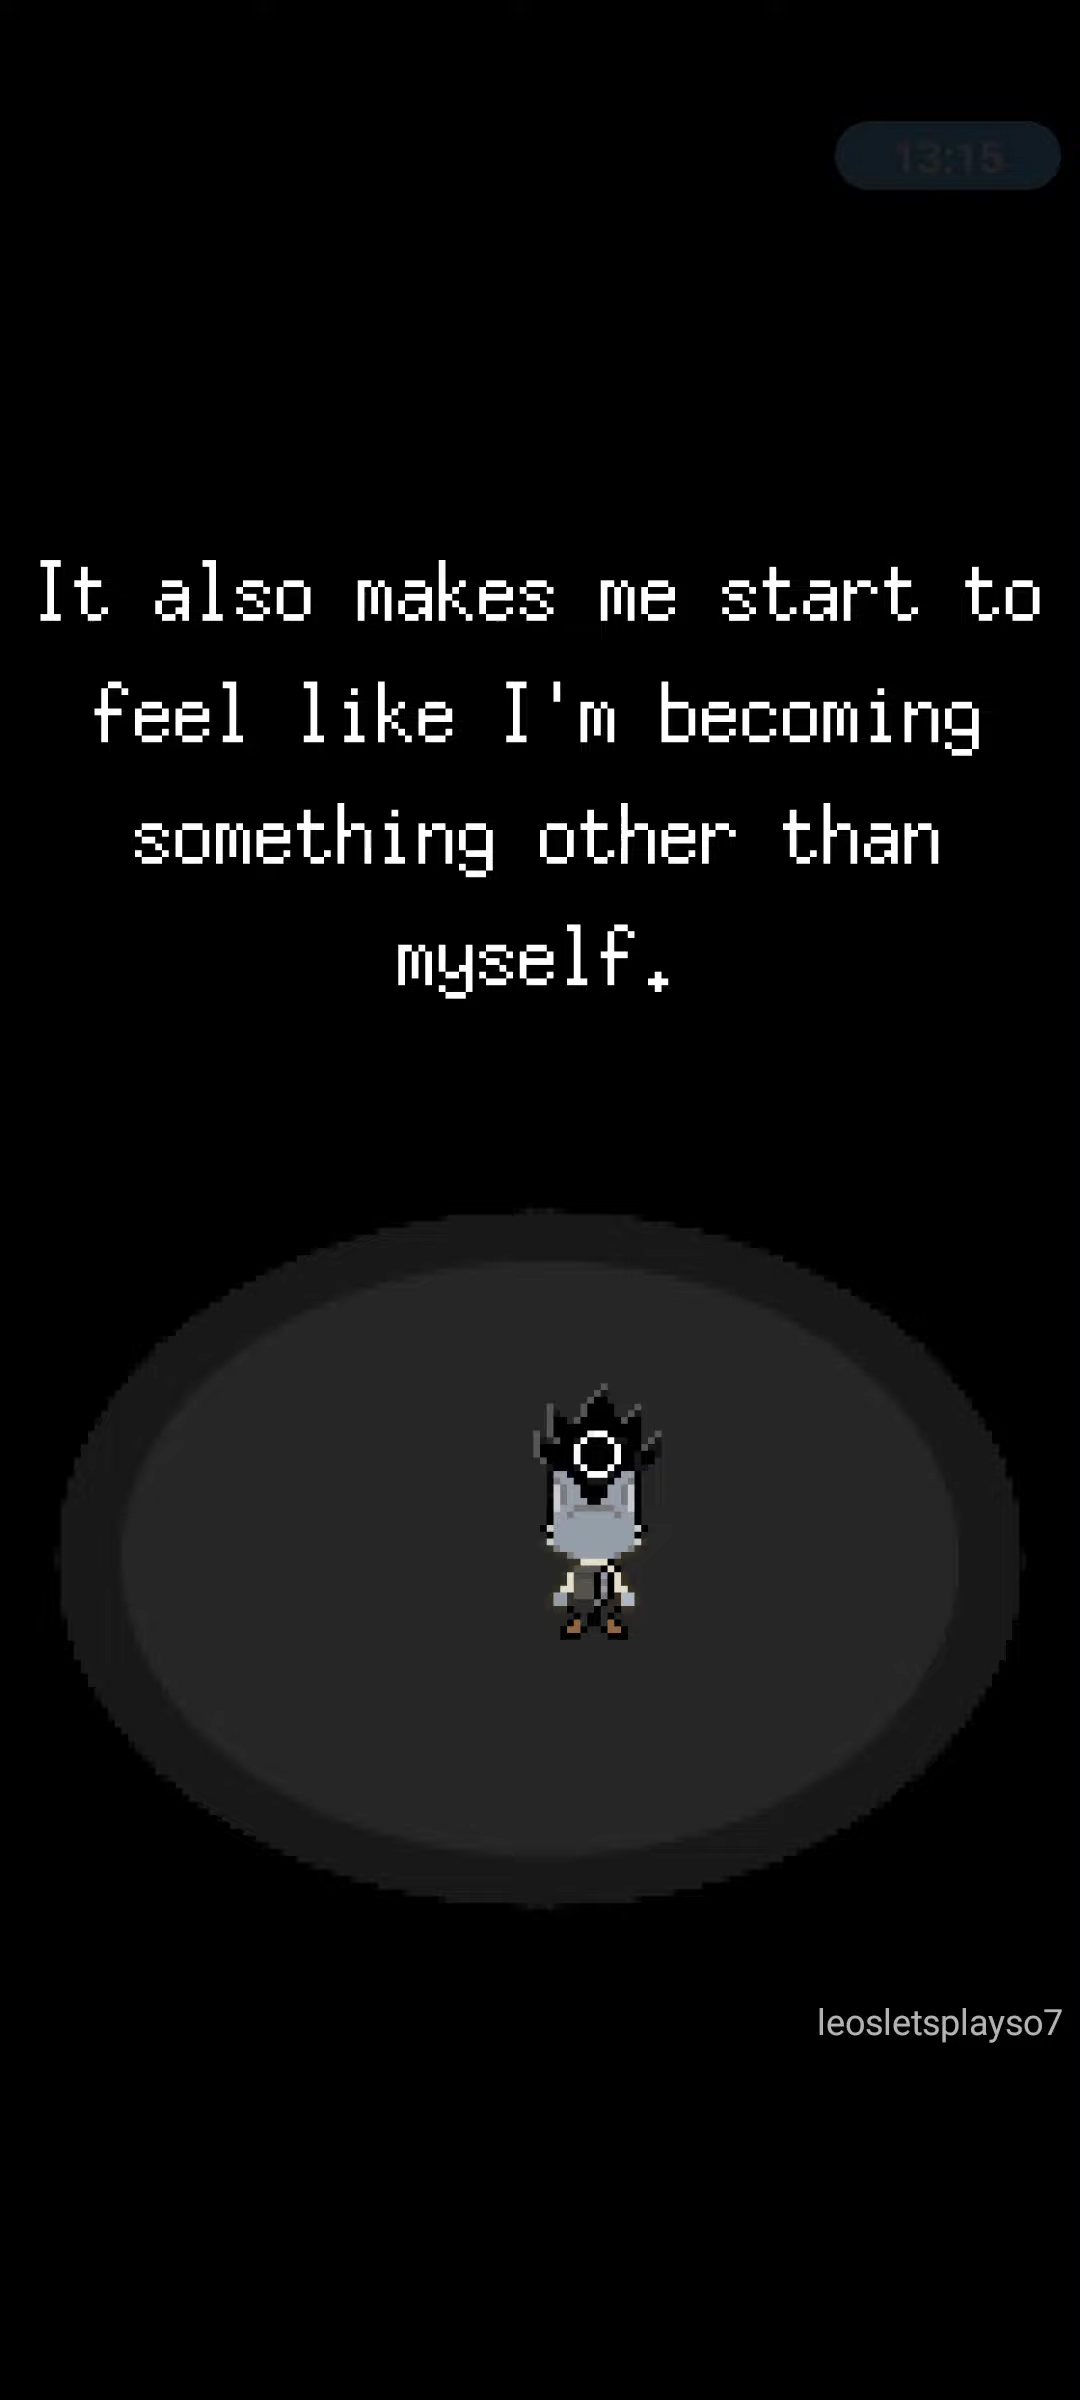 13:15
It also makes me start to
feel like I'm becoming
something other than
myself.
leosletsplayso7